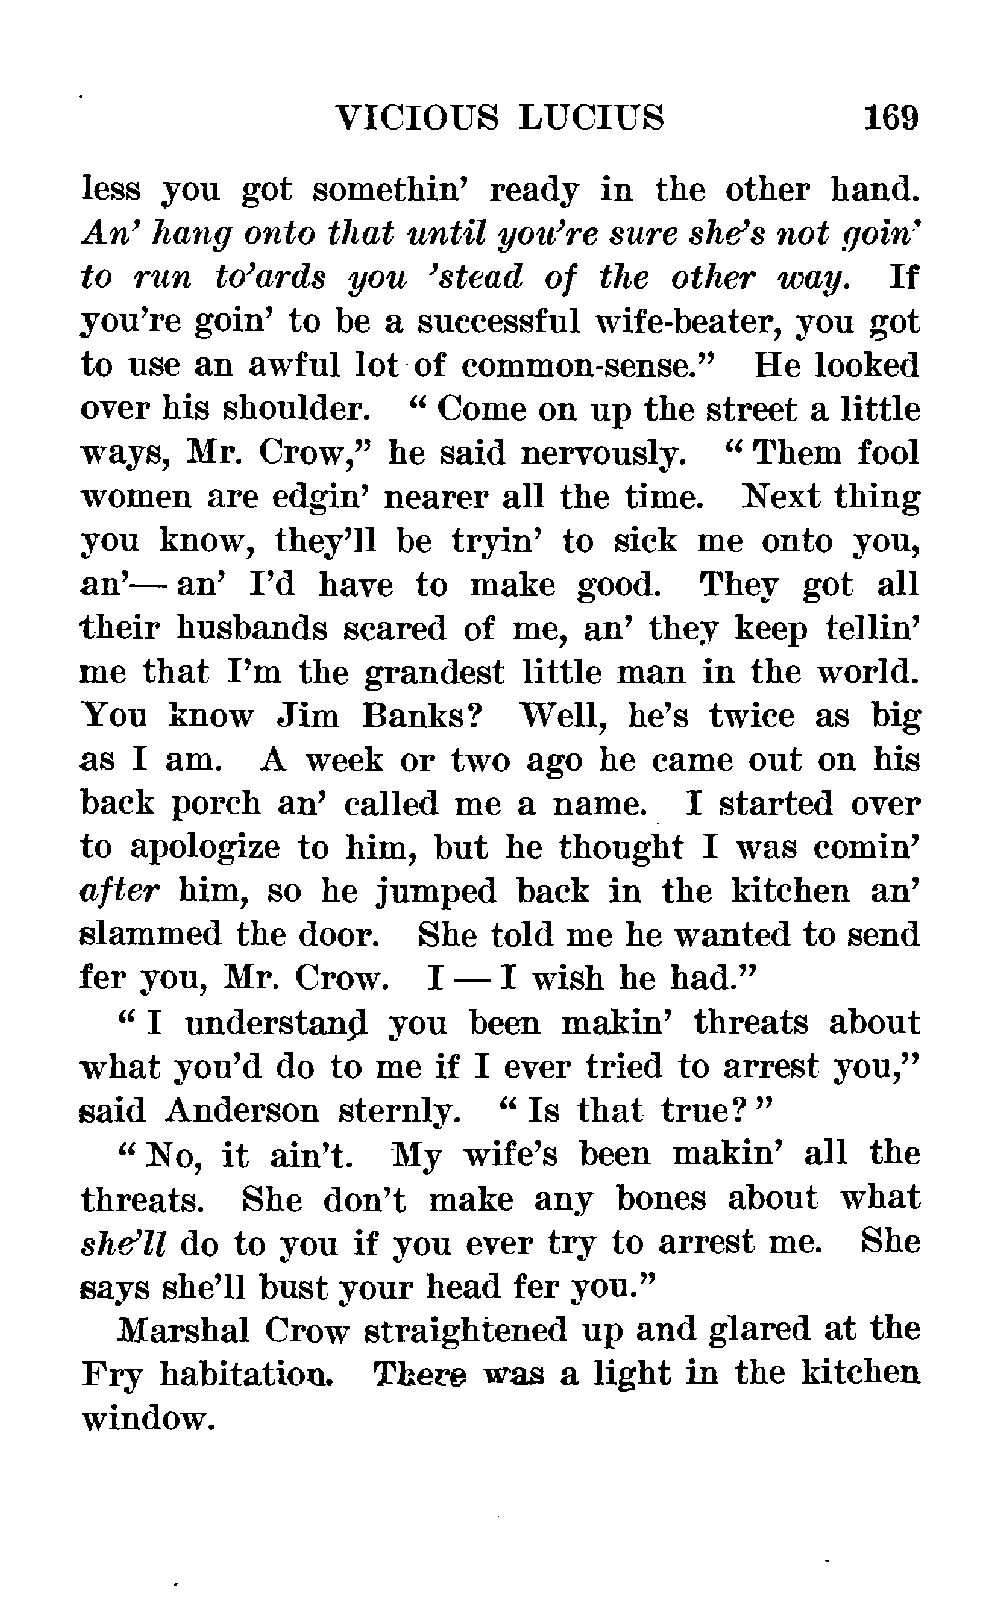 VICIOUS LUCIUS 169
less you got somethin’ ready in the other hand.
An’ hang onto that until you’re sure she’s not goin’
to run to’ards you ’stead of the other way. If
you’re goin’ to be a successful wife-beater, you got
to use an awful lot of common-sense.” He looked
over his shoulder. “ Come on up the street a little
ways, Mr. Crow,” he said nervously. “ Them fool
women are edgin’ nearer all the time. Next thing
you know, they’ll be tryin’ to sick me onto you,
an’— an’ I’d have to make good. They got all
their husbands scared of me, an’ they keep tellin’
me that I’m the grandest little man in the world.
You know Jim Banks? Well, he’s twice as big
as I am. A week or two ago he came out on his
back porch an’ called me a name. I started over
to apologize to him, but he thought I was comin’
after him, so he jumped back in the kitchen an’
slammed the door. She told me he wanted to send
fer you, Mr. Crow. I — I wish he had.”
“ I understand you been makin’ threats about
what you’d do to me if I ever tried to arrest you,”
said Anderson sternly. “ Is that true? ”
“ No, it ain’t. My wife’s been makin’ all the
threats. She don’t make any bones about what
she’ll do to you if you ever try to arrest me. She
says she’ll bust your head fer you.”
Marshal Crow straightened up and glared at the
Fry habitation. There was a light in the kitchen
window.